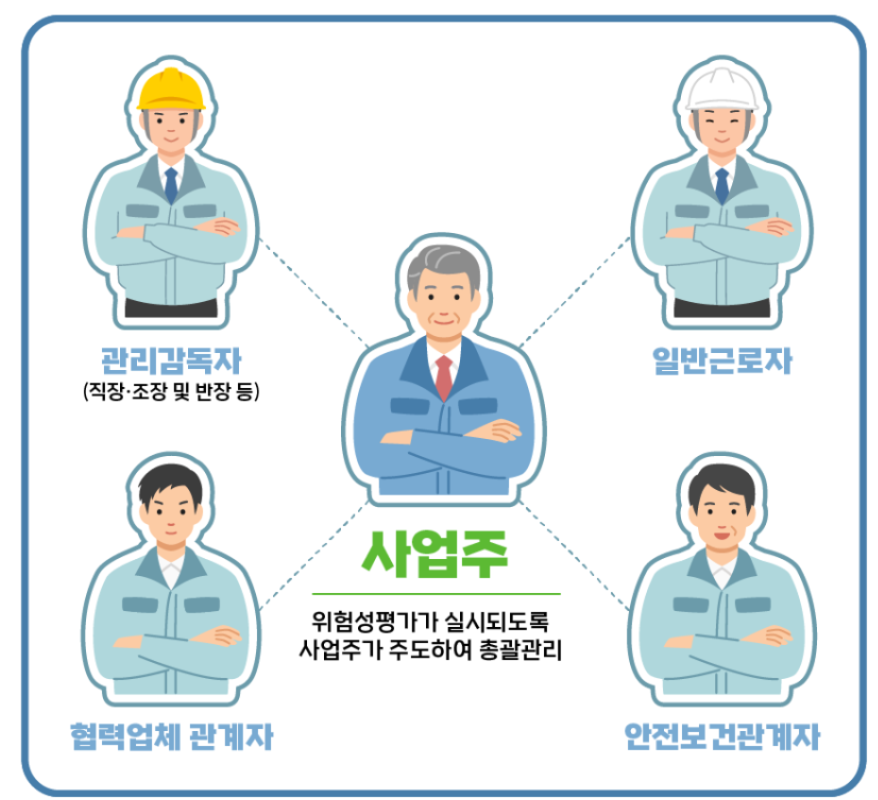 관리감독자
(직장·조장 및 반장 등)
일반근로자
사업주
위험성평가가 실시되도록
사업주가 주도하여 총괄관리
협력업체 관계자
안전보건관계자